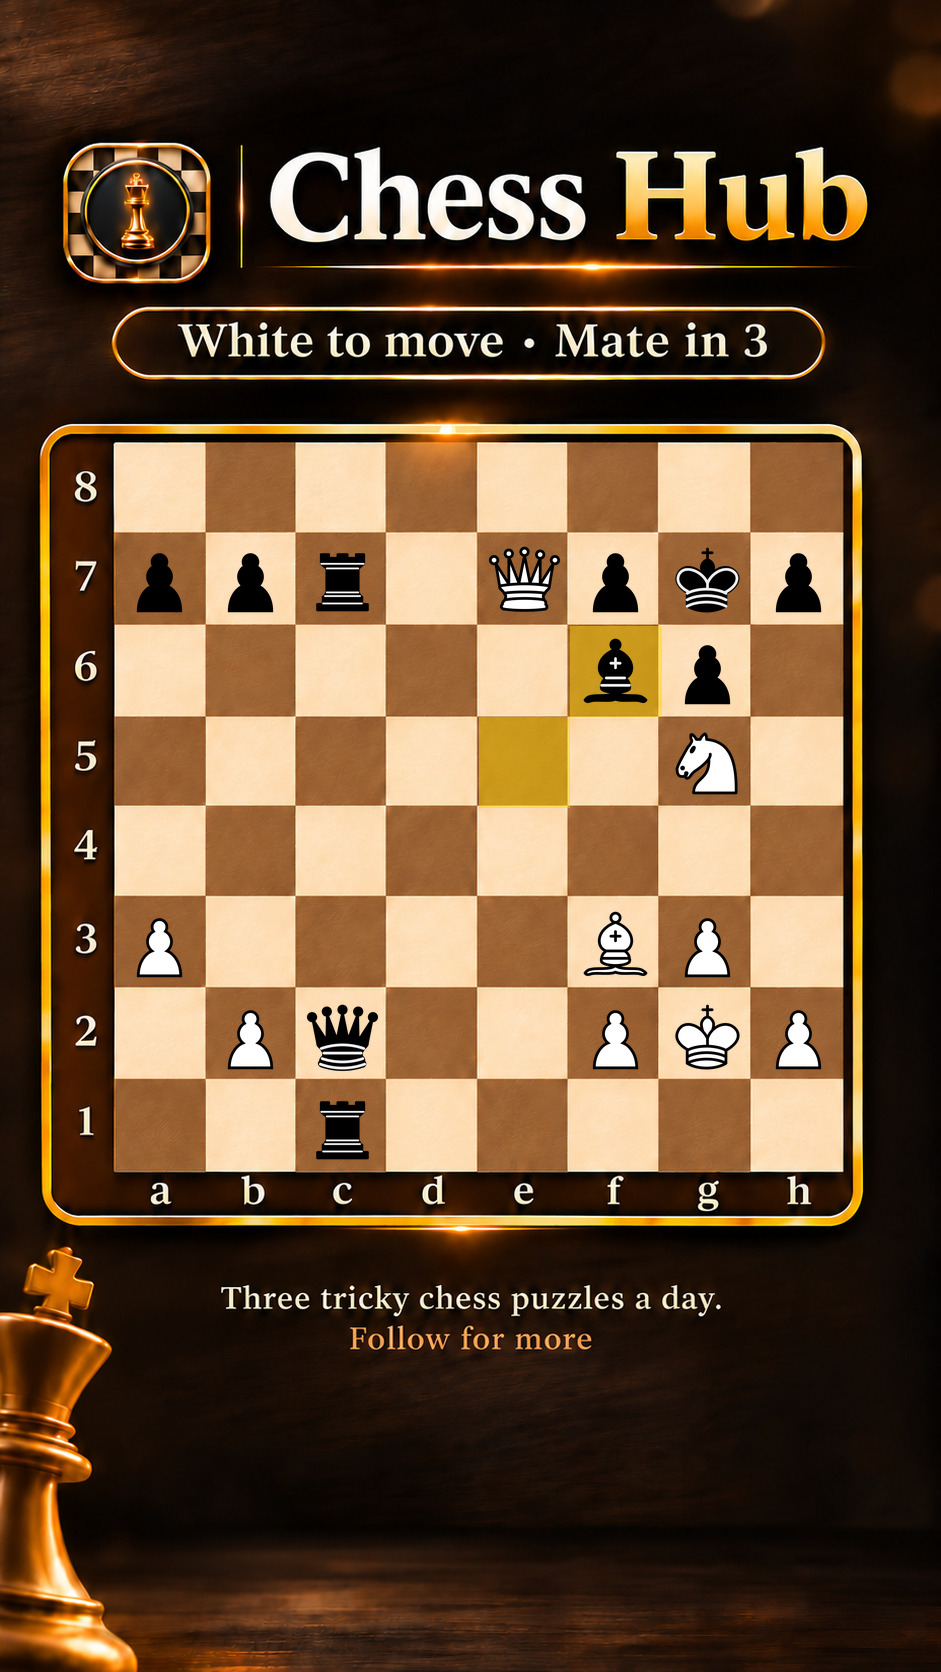 Chess Hub
White to move • Mate in 3
8
7
6
5
4
3
2
1
a b c d e f g h
Three tricky chess puzzles a day.
Follow for more